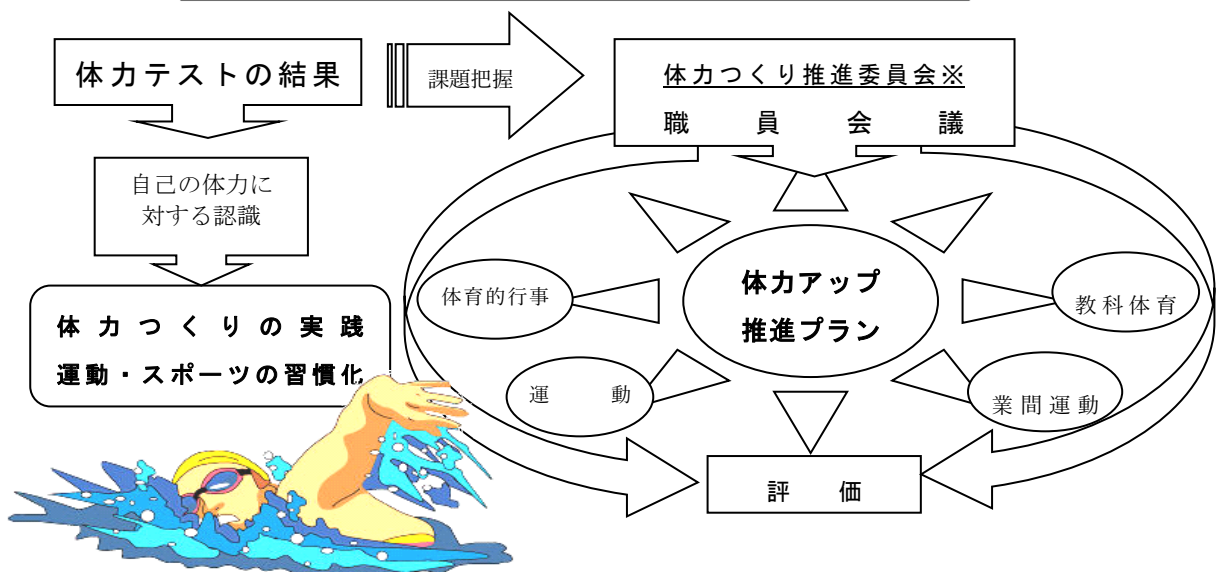 体力テストの結果
課題把握
体力つくり推進委員会※
職員会議
自己の体力に
対する認識
体力つくりの実践
運動・スポーツの習慣化
体力アップ
推進プラン
体育的行事
教科体育
運動
業間運動
評価